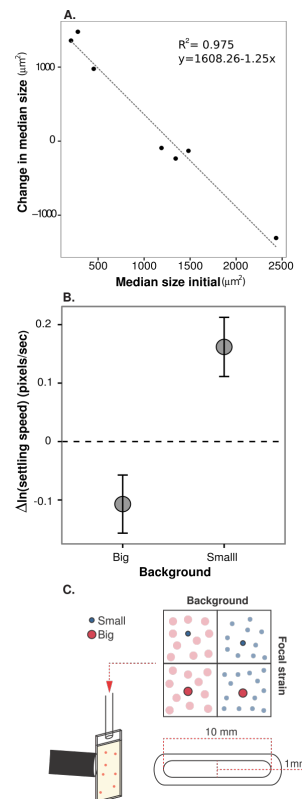 A.
R²= 0.975
y=1608.26-1.25x
Change in median size (μm²)
1000
0
−1000
500
1000
1500
2000
2500
Median size initial(μm²)
B.
Δln(settling speed) (pixels/sec)
0.2
0.1
0
-0.1
Big
Smalll
Background
C.
Background
Small
Big
Focal strain
10 mm
1mm